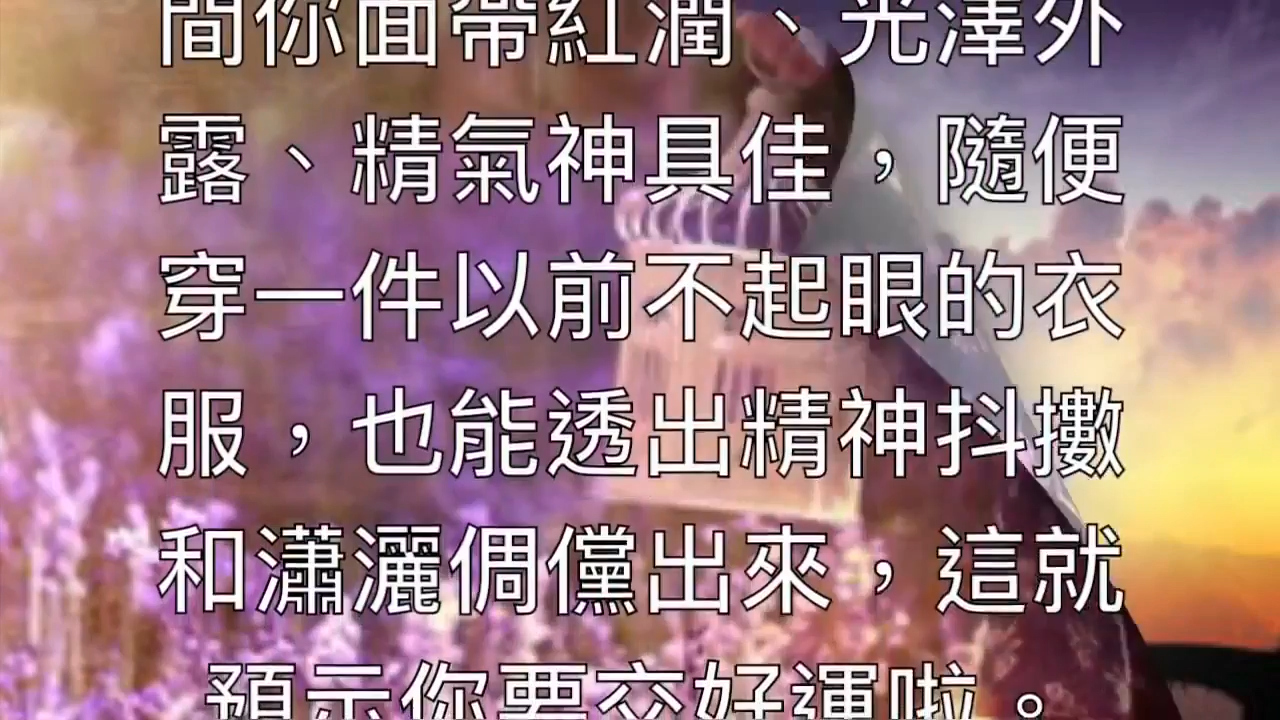 間你面帶紅潤、光澤外
露、精氣神具佳，隨便
穿一件以前不起眼的衣
服，也能透出精神抖擻
和瀟灑倜儻出來，這就
預示你要交好運啦。